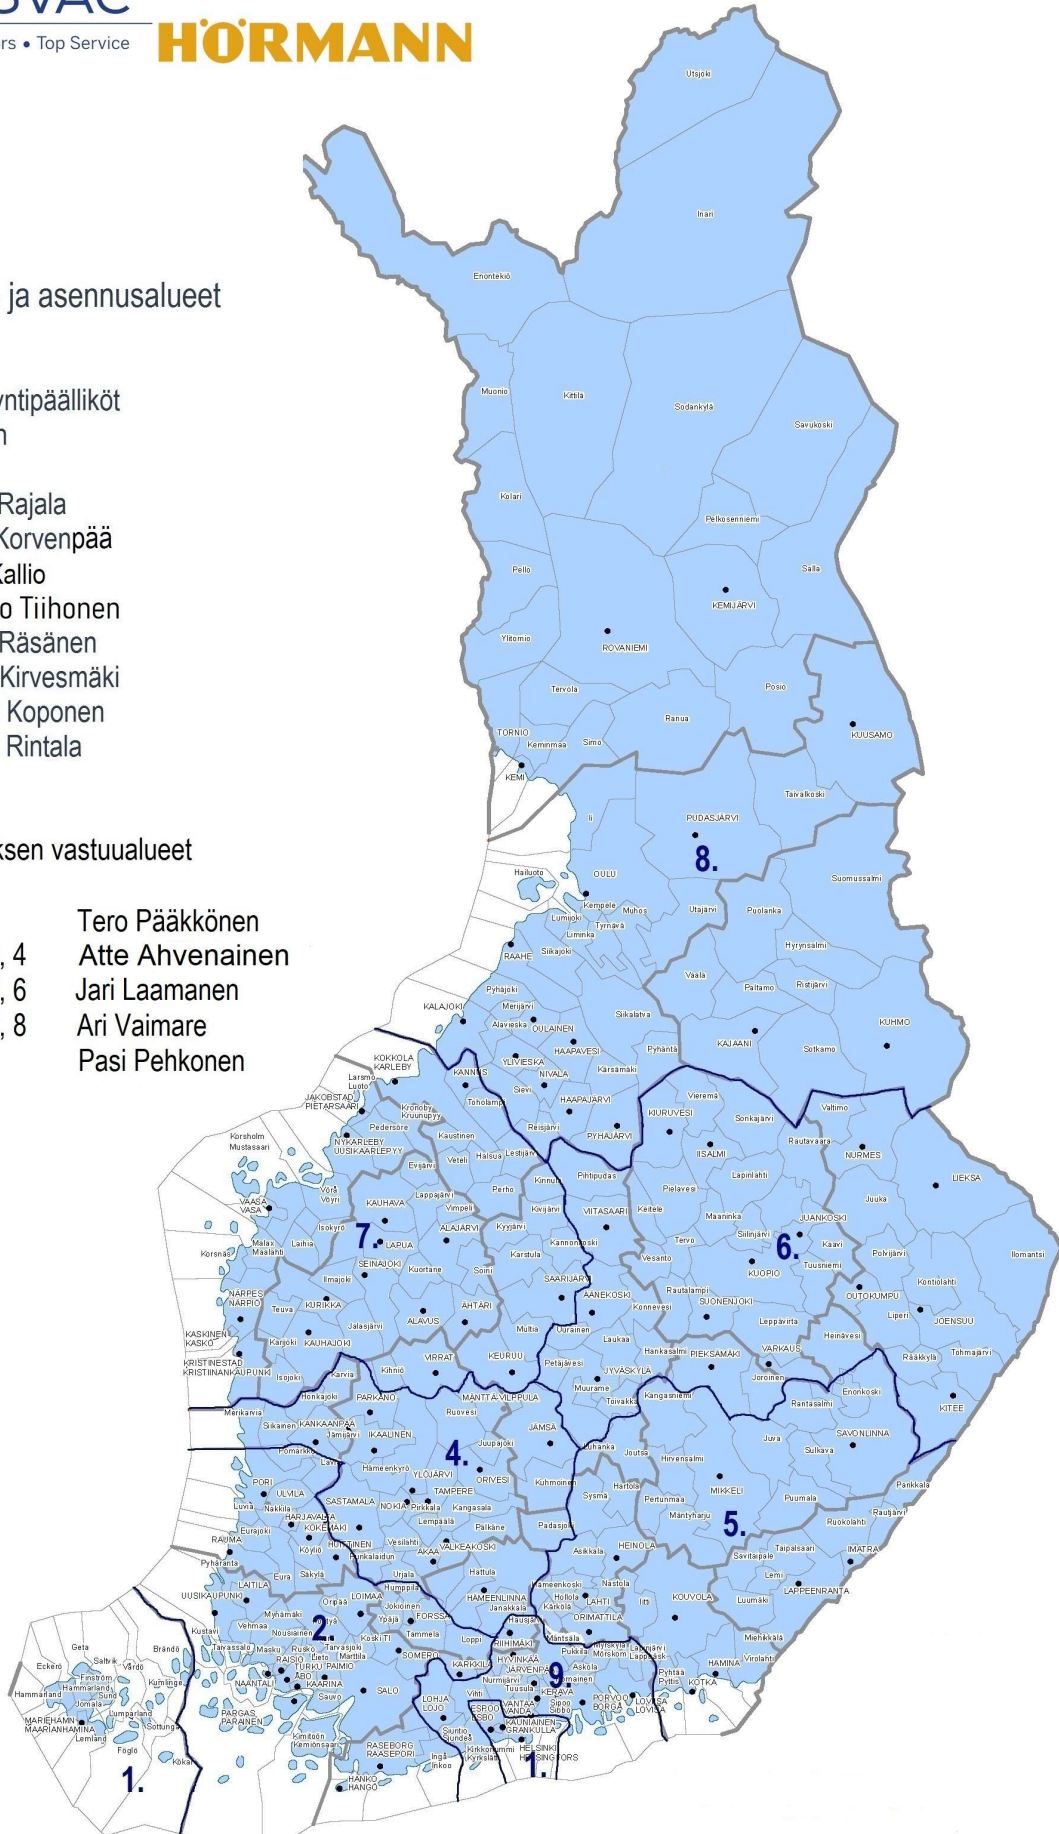 SVAC
rs • Top Service
HÖRMANN
ja asennusalueet
Rajala
Korvenpää
Kallio
o Tiihonen
Räsänen
Kirvesmäki
Koponen
Rintala
vastuualueet
Tero Pääkkönen
, 4 Atte Ahvenainen
, 6 Jari Laamanen
, 8 Ari Vaimare
Pasi Pehkonen
Utsjoki
Inari
Enontekiö
Muonio
Kittilä
Sodankylä
Savukoski
Kolari
Pelkosenniemi
Pello
Salla
KEMIJÄRVI
Ylitornio
ROVANIEMI
Tervola
Posio
Ranua
TORNIO
Keminmaa
Simo
KUUSAMO
KEMI
Taivalkoski
Ii
PUDASJÄRVI
8.
Hailuoto
OULU
Suomussalmi
Kempele
Muhos
Utajärvi
Puolanka
Lumijoki
Tyrnävä
Liminka
Hyrynsalmi
RAAHE
Siikajoki
Vaala
Paltamo
Ristijärvi
Pyhäjoki
Merijärvi
KALAJOKI
Alavieska
OULAINEN
Siikalatva
KUHMO
KAJAANI
Sotkamo
HAAPAVESI
Pyhäntä
KOKKOLA
KARLEBY
YLIVIESKA
NIVALA
Kärsämäki
KANNUS
Larsmo
Luoto
Sievi
Toholampi
HAAPAJÄRVI
Vieremä
JAKOBSTAD
PIETARSAARI
Kronoby
Kruunupyy
KIURUVESI
Sonkajärvi
Valtimo
Pedersöre
Reisjärvi
PYHÄJÄRVI
Kaustinen
Rautavaara
Korsholm
Mustasaari
NYKARLEBY
UUSIKAARLEPYY
IISALMI
NURMES
Veteli
Halsua
Lestijärvi
Evijärvi
Pihtipudas
Lapinlahti
LIEKSA
Kinnula
Vörå
Vöyri
Lappajärvi
Perho
Pielavesi
Juuka
VAASA
VASA
KAUHAVA
Vimpeli
Kivijärvi
VIITASAARI
Keitele
Maaninka
JUANKOSKI
Isokyrö
ALAJÄRVI
Kyyjärvi
Siilinjärvi
7.
Malax
Maalahti
Laihia
LAPUA
Kannonkoski
Tervo
6.
Kaavi
Polvijärvi
Ilomantsi
Korsnäs
Karstula
Vesanto
Tuusniemi
SEINÄJOKI
Kuortane
Soini
KUOPIO
Ilmajoki
SAARIJÄRVI
Kontiolahti
NÄRPES
NÄRPIÖ
Rautalampi
OUTOKUMPU
ÄÄNEKOSKI
SUONENJOKI
KURIKKA
ÄHTÄRI
Konnevesi
Teuva
Liperi
JOENSUU
Jalasjärvi
ALAVUS
Leppävirta
Multia
Uurainen
Heinävesi
KASKINEN
KASKÖ
Karijoki
KAUHAJOKI
Laukaa
Hankasalmi
PIEKSÄMÄKI
VARKAUS
Tohmajärvi
Rääkkylä
KRISTINESTAD
KRISTIINANKAUPUNKI
VIRRAT
KEURUU
Petäjävesi
JYVÄSKYLÄ
Isojoki
Karvia
Kihniö
Joroinen
Muurame
Kangasniemi
Enonkoski
Honkajoki
PARKANO
MÄNTTÄ-VILPPULA
Toivakka
Rantasalmi
KITEE
Merikarvia
Ruovesi
Siikainen
KANKAANPÄÄ
JÄMSÄ
SAVONLINNA
Jämijärvi
IKAALINEN
4.
Juupajoki
Luhanka
Juva
Pomarkku
Joutsa
Sulkava
Lavia
Hämeenkyrö
Hirvensalmi
YLÖJÄRVI
ORIVESI
Kuhmoinen
Hartola
MIKKELI
PORI
ULVILA
TAMPERE
Sysmä
Pertunmaa
Puumala
Parikkala
SASTAMALA
NOKIA
Pirkkala
Kangasala
Luvia
Nakkila
5.
Rautjärvi
HARJAVALTA
Lempäälä
Mäntyharju
Ruokolahti
Eurajoki
KOKEMÄKI
Pälkäne
Padasjoki
RAUMA
HUITTINEN
Vesilahti
VALKEAKOSKI
HEINOLA
Taipalsaari
Köyliö
Punkalaidun
AKAA
Asikkala
Savitaipale
IMATRA
Pyhäranta
Eura
Säkylä
Urjala
Hattula
Lemi
LAITILA
Humppila
Hämeenkoski
Nastola
LAPPEENRANTA
UUSIKAUPUNKI
LOIMAA
Jokioinen
HÄMEENLINNA
Hollola
LAHTI
Iitti
KOUVOLA
Luumäki
Oripää
Janakkala
Kärkölä
Mynämäki
Ypäjä
FORSSA
ORIMATTILA
Kustavi
Vehmaa
Hausjärvi
2.
Nousiainen
Koski Tl
Tammela
Loppi
RIIHIMÄKI
Mäntsälä
Miehikkälä
Myrskylä
Mörskom
Lapinjärvi
Lappträsk
Taivassalo
Masku
Rusko
Tarvasjoki
Pukkila
Virolahti
Geta
Brändö
Lieto
Marttila
SOMERO
HYVINKÄÄ
HAMINA
Saltvik
RAISIO
TURKU
ÅBO
PAIMIO
KARKKILA
JÄRVENPÄÄ
Askola
Pyhtää
Pyttis
Eckerö
Vårdö
9.
KOTKA
Finström
NAANTALI
Nurmijärvi
Kumlinge
KAARINA
Tuusula
KERAVA
Hammarland
Sund
SALO
Vihti
PORVOO
BORGÅ
LOVIISA
LOVISA
Jomala
Sauvo
LOHJA
LOJO
VANTAA
VANDA
Sipoo
Sibbo
Lumparland
PARGAS
PARAINEN
ESPOO
ESBO
MARIEHAMN
MAARIANHAMINA
Lemland
Sottunga
KAUNIAINEN
GRANKULLA
Kimitoön
Kemiönsaari
Siuntio
Sjundeå
Föglö
RASEBORG
RAASEPORI
Kirkkonummi
Kyrkslätt
HELSINKI
HELSINGFORS
Kökar
Ingå
Inkoo
1.
1.
HANKO
HANGÖ